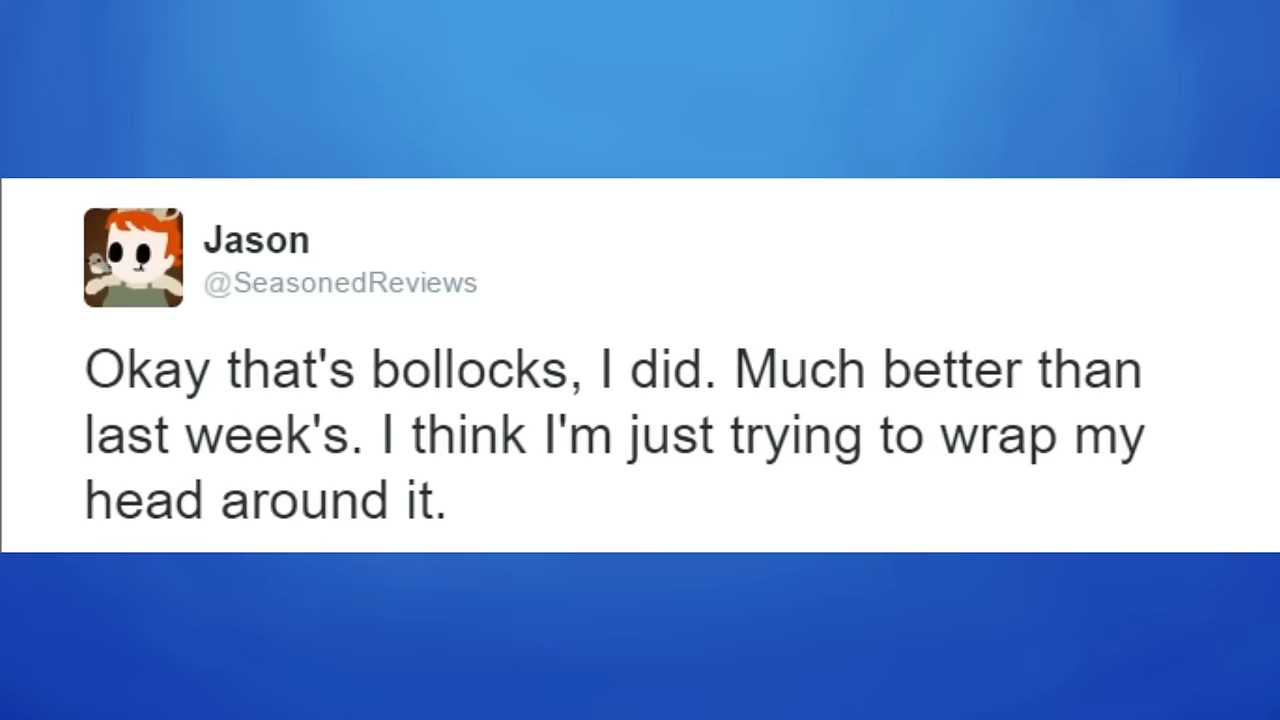 Jason
@SeasonedReviews
Okay that's bollocks, I did. Much better than
last week's. I think I'm just trying to wrap my
head around it.